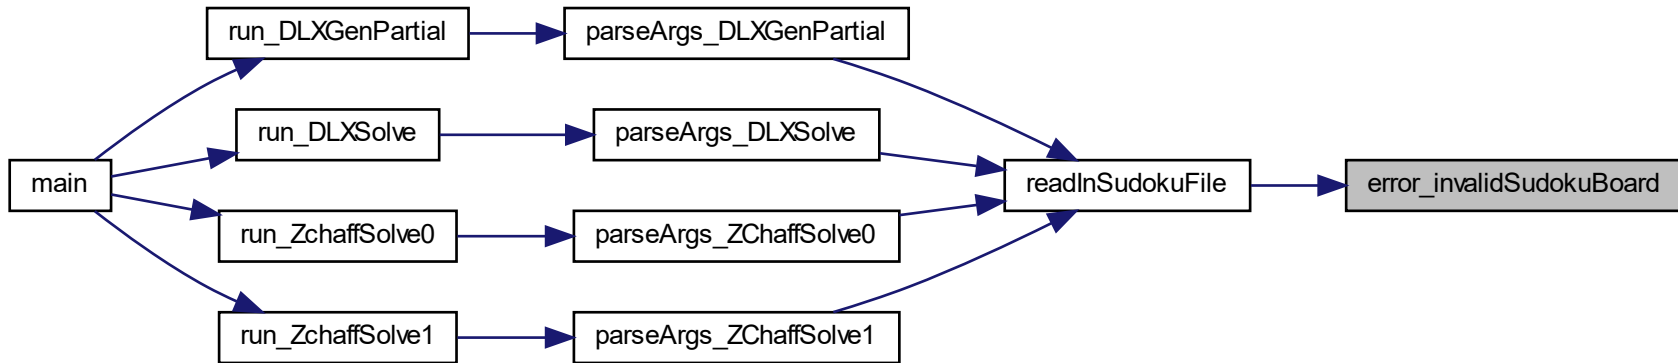 run_DLXGenPartial
parseArgs_DLXGenPartial
run_DLXSolve
parseArgs_DLXSolve
main
readInSudokuFile
error_invalidSudokuBoard
run_ZchaffSolve0
parseArgs_ZChaffSolve0
run_ZchaffSolve1
parseArgs_ZChaffSolve1